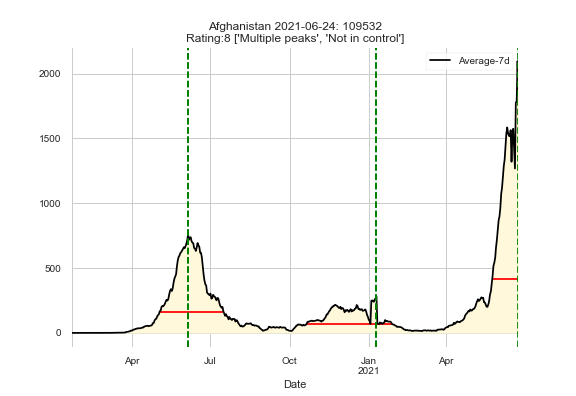 Afghanistan 2021-06-24: 109532
Rating:8 ['Multiple peaks', 'Not in control']
Average-7d
2000
1500
1000
500
0
Apr Jul Oct Jan Apr
2021
Date